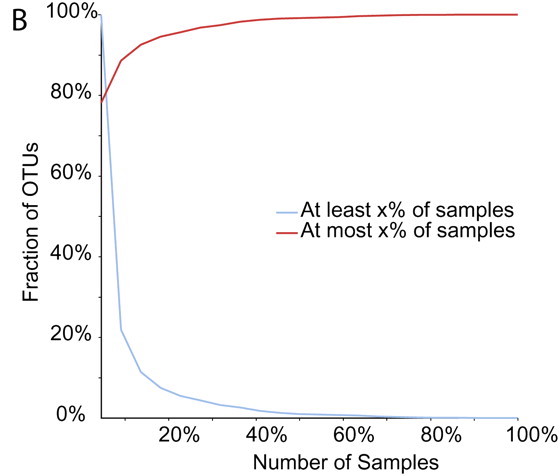 B
100%
80%
60%
40%
20%
0%
Fraction of OTUs
At least x% of samples
At most x% of samples
20% 40% 60% 80% 100%
Number of Samples